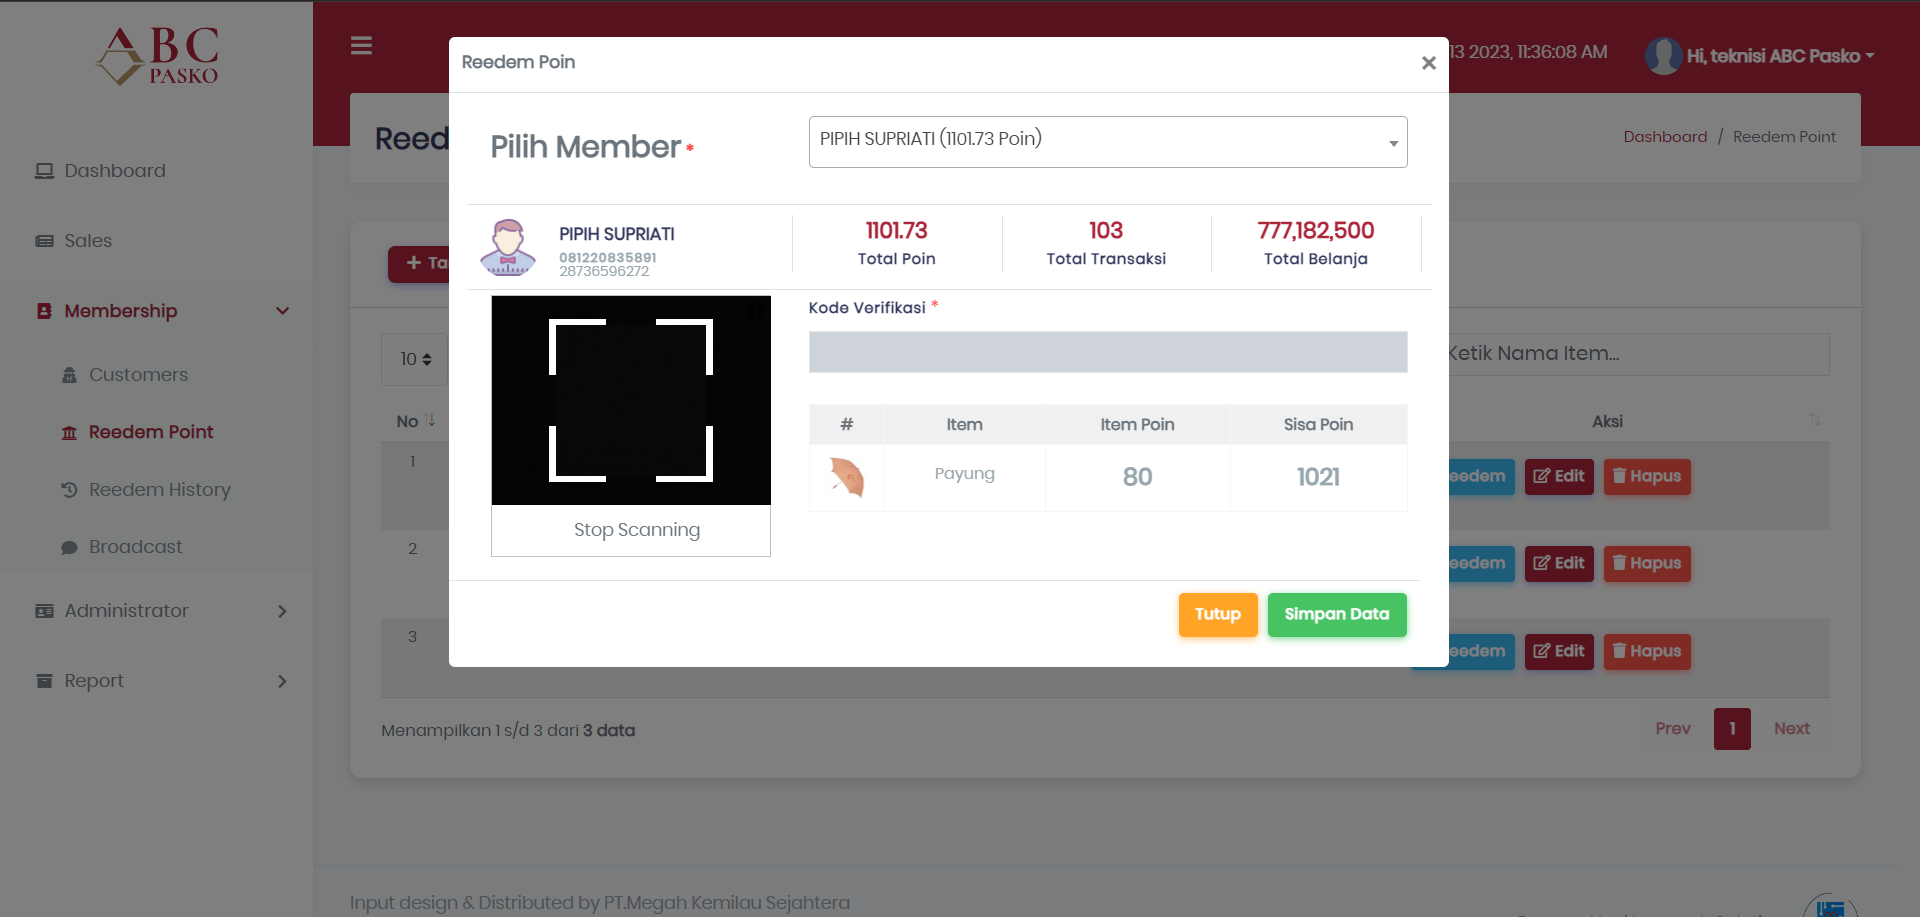 ABC
PASKO
Dashboard
Sales
Membership
Customers
Reedem Point
Reedem History
Broadcast
Administrator
Report
13 2023, 11:36:08 AM
Hi, teknisi ABC Pasko
Reed
Dashboard / Reedem Point
Reedem Poin
×
Pilih Member *
PIPIH SUPRIATI (1101.73 Poin)
PIPIH SUPRIATI
081220835891
28736596272
1101.73
Total Poin
103
Total Transaksi
777,182,500
Total Belanja
Stop Scanning
Kode Verifikasi *
# Item Item Poin Sisa Poin
Payung 80 1021
Tutup
Simpan Data
+ Ta
10
Ketik Nama Item...
No
Aksi
1
eedem Edit Hapus
2
eedem Edit Hapus
3
eedem Edit Hapus
Menampilkan 1 s/d 3 dari 3 data
Prev 1 Next
Input design & Distributed by PT.Megah Kemilau Sejahtera